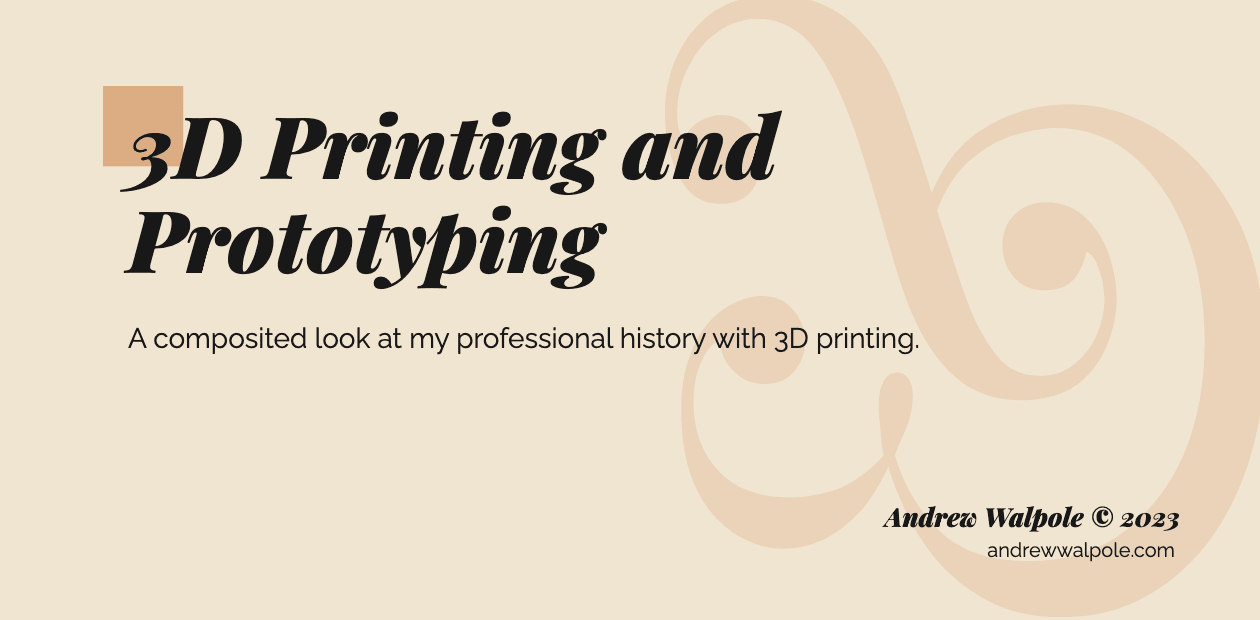 3D Printing and
Prototyping
A composited look at my professional history with 3D printing.
Andrew Walpole © 2023
andrewwalpole.com